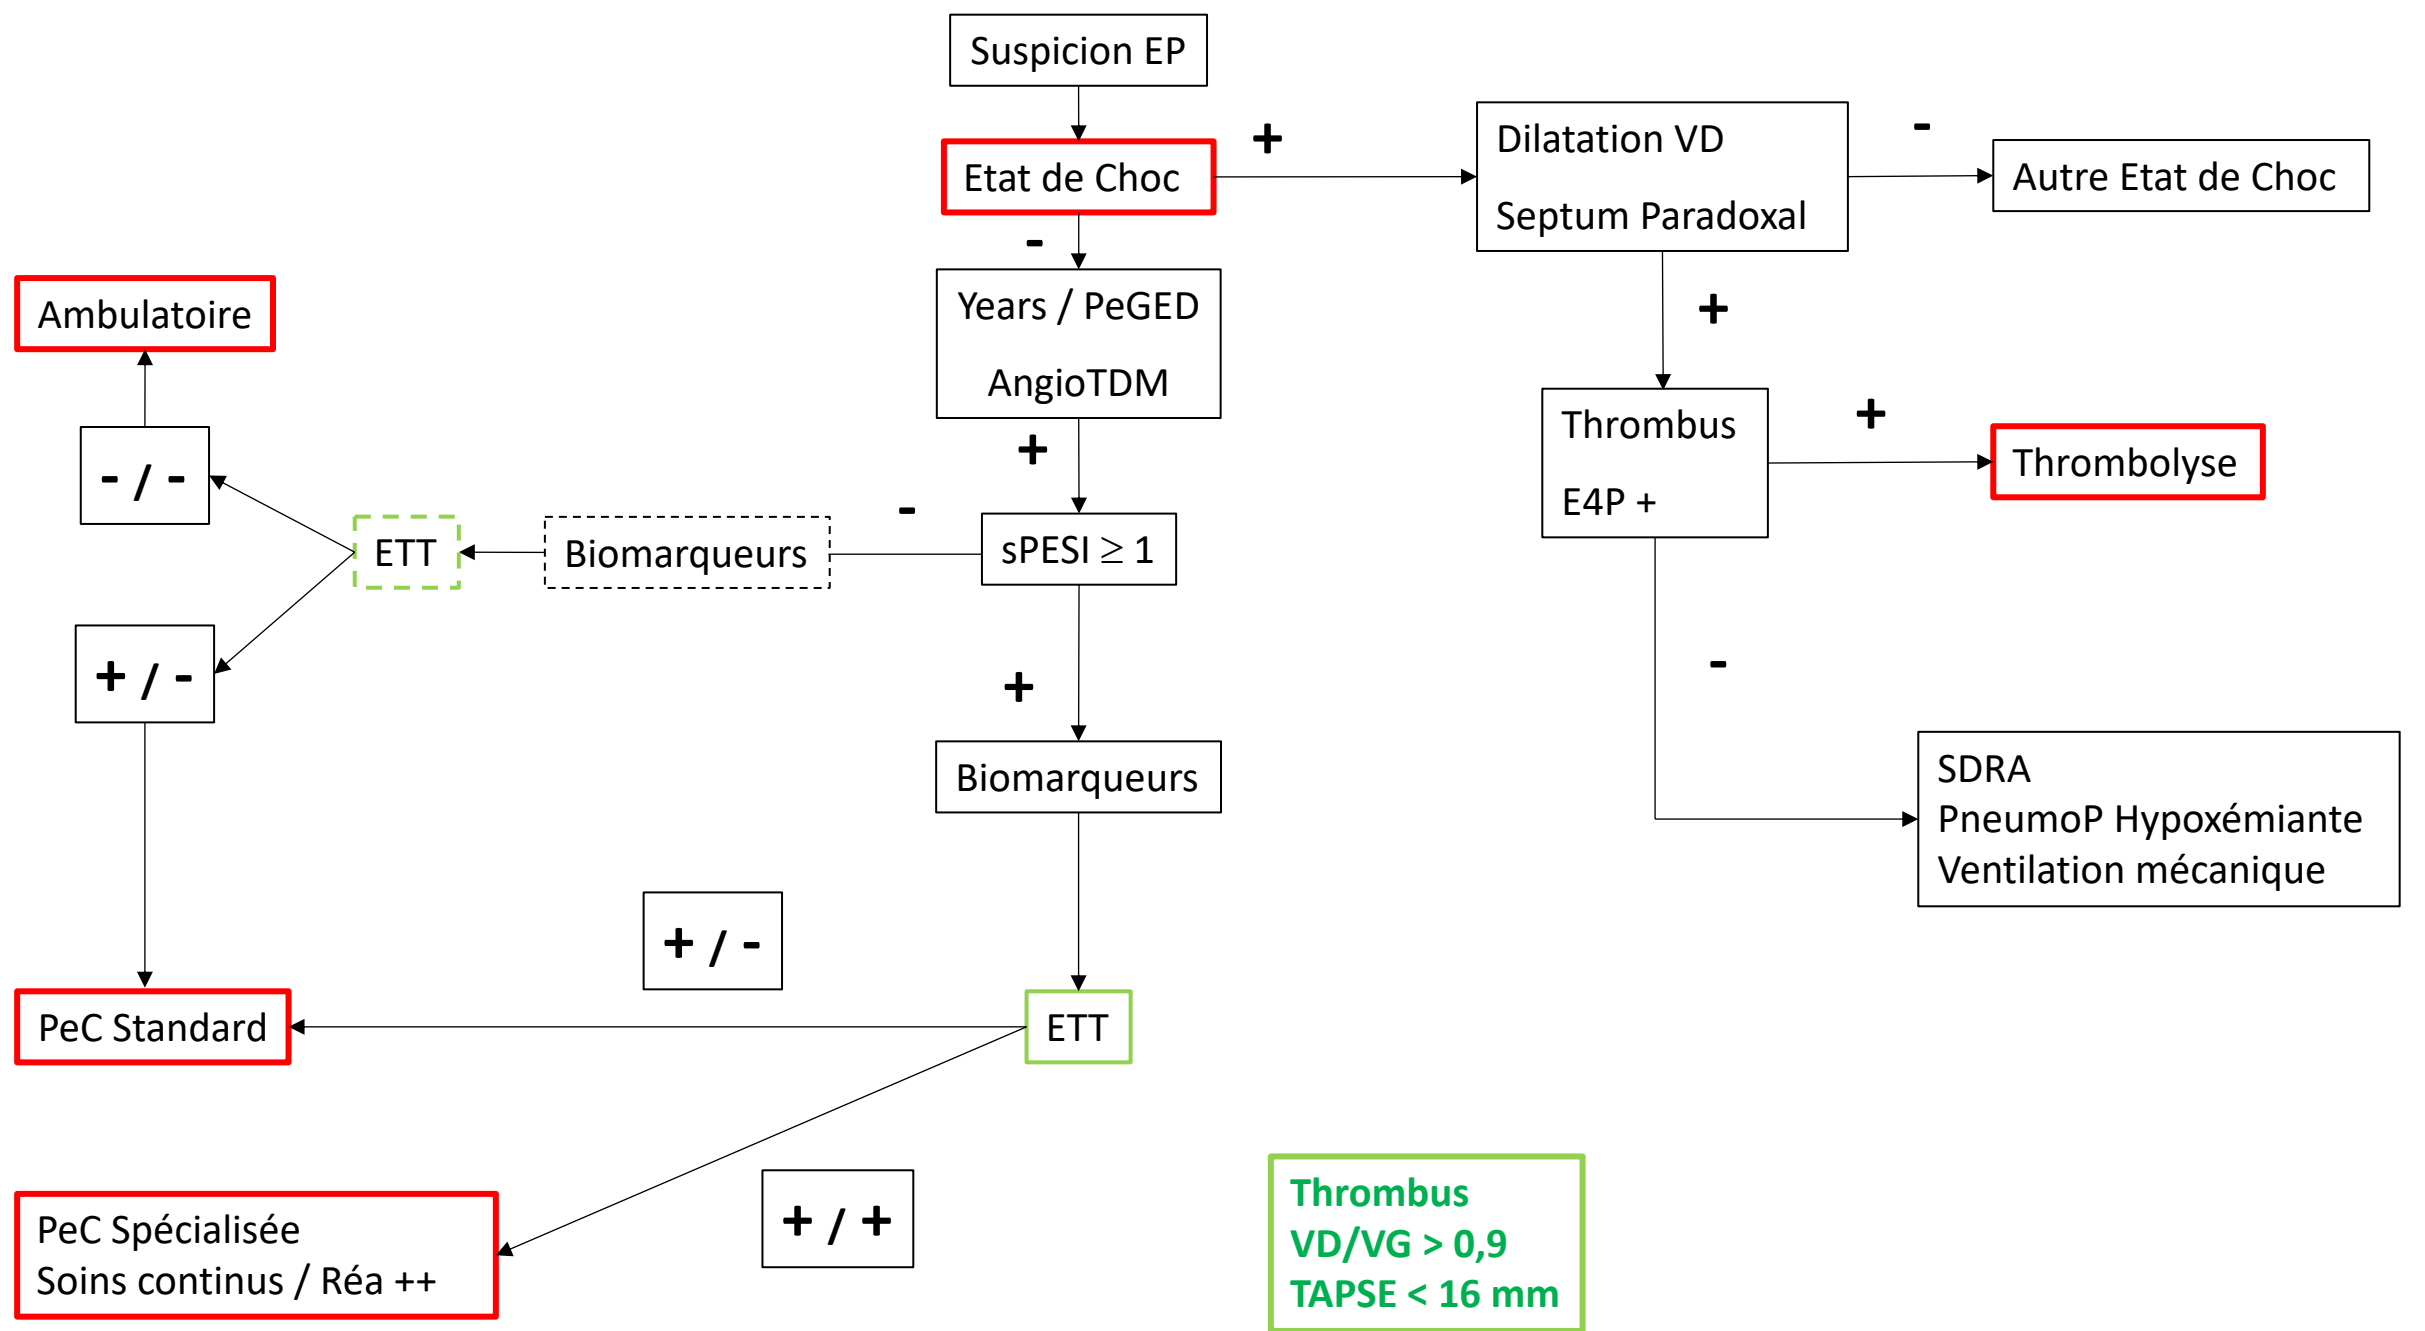 Suspicion EP
Etat de Choc
+
Dilatation VD
Septum Paradoxal
-
Autre Etat de Choc
-
Years / PeGED
AngioTDM
+
Thrombus
E4P +
+
Thrombolyse
-
SDRA
PneumoP Hypoxémiante
Ventilation mécanique
+
sPESI ≥ 1
-
Biomarqueurs
ETT
- / -
Ambulatoire
+ / -
PeC Standard
+
Biomarqueurs
ETT
+ / -
+ / +
PeC Spécialisée
Soins continus / Réa ++
Thrombus
VD/VG > 0,9
TAPSE < 16 mm